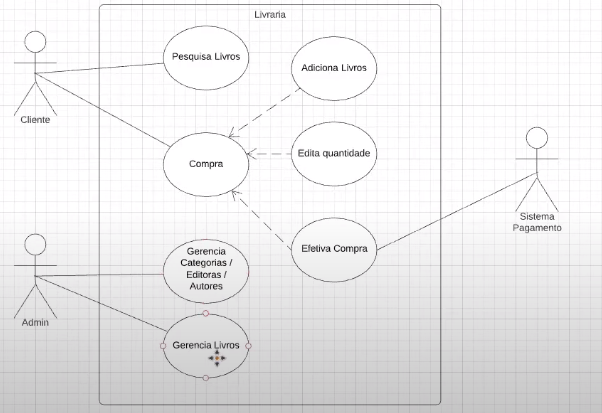 Livraria
Pesquisa Livros
Adiciona Livros
Cliente
Edita quantidade
Compra
Sistema
Pagamento
Efetiva Compra
Gerencia
Categorias /
Editoras /
Autores
Admin
Gerencia Livros